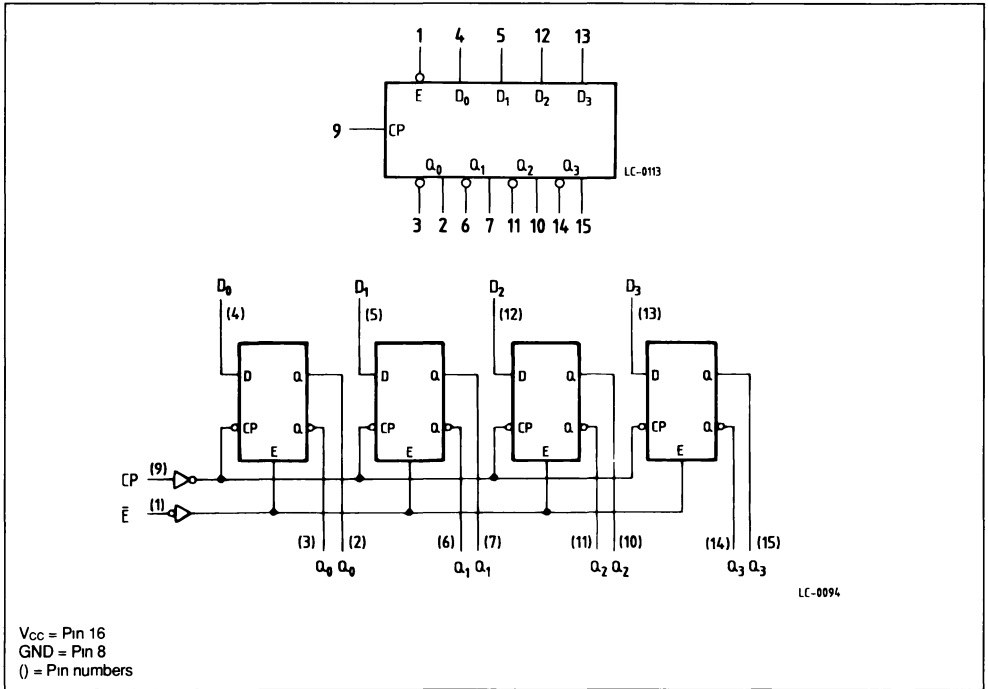 1 4 5 12 13
E D₀ D₁ D₂ D₃
9 CP
Q₀ Q₁ Q₂ Q₃
LC-0113
3 2 6 7 11 10 14 15
D₀ D₁ D₂ D₃
(4) (5) (12) (13)
D Q D Q D Q D Q
CP Q CP Q CP Q CP Q
E E E E
CP (9)
E̅ (1)
(3) (2) (6) (7) (11) (10) (14) (15)
Q₀ Q₀ Q₁ Q₁ Q₂ Q₂ Q₃ Q₃
LC-0094
VCC = Pin 16
GND = Pin 8
() = Pin numbers